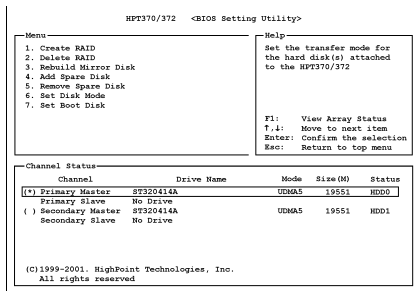 HPT370/372 <BIOS Setting Utility>
Menu
1. Create RAID
2. Delete RAID
3. Rebuild Mirror Disk
4. Add Spare Disk
5. Remove Spare Disk
6. Set Disk Mode
7. Set Boot Disk
Help
Set the transfer mode for
the hard disk(s) attached
to the HPT370/372
F1: View Array Status
↑,↓: Move to next item
Enter: Confirm the selection
Esc: Return to top menu
Channel Status
Channel Drive Name Mode Size(M) Status
(*) Primary Master ST320414A UDMA5 19551 HDD0
Primary Slave No Drive
( ) Secondary Master ST320414A UDMA5 19551 HDD1
Secondary Slave No Drive
(C)1999-2001. HighPoint Technologies, Inc.
All rights reserved